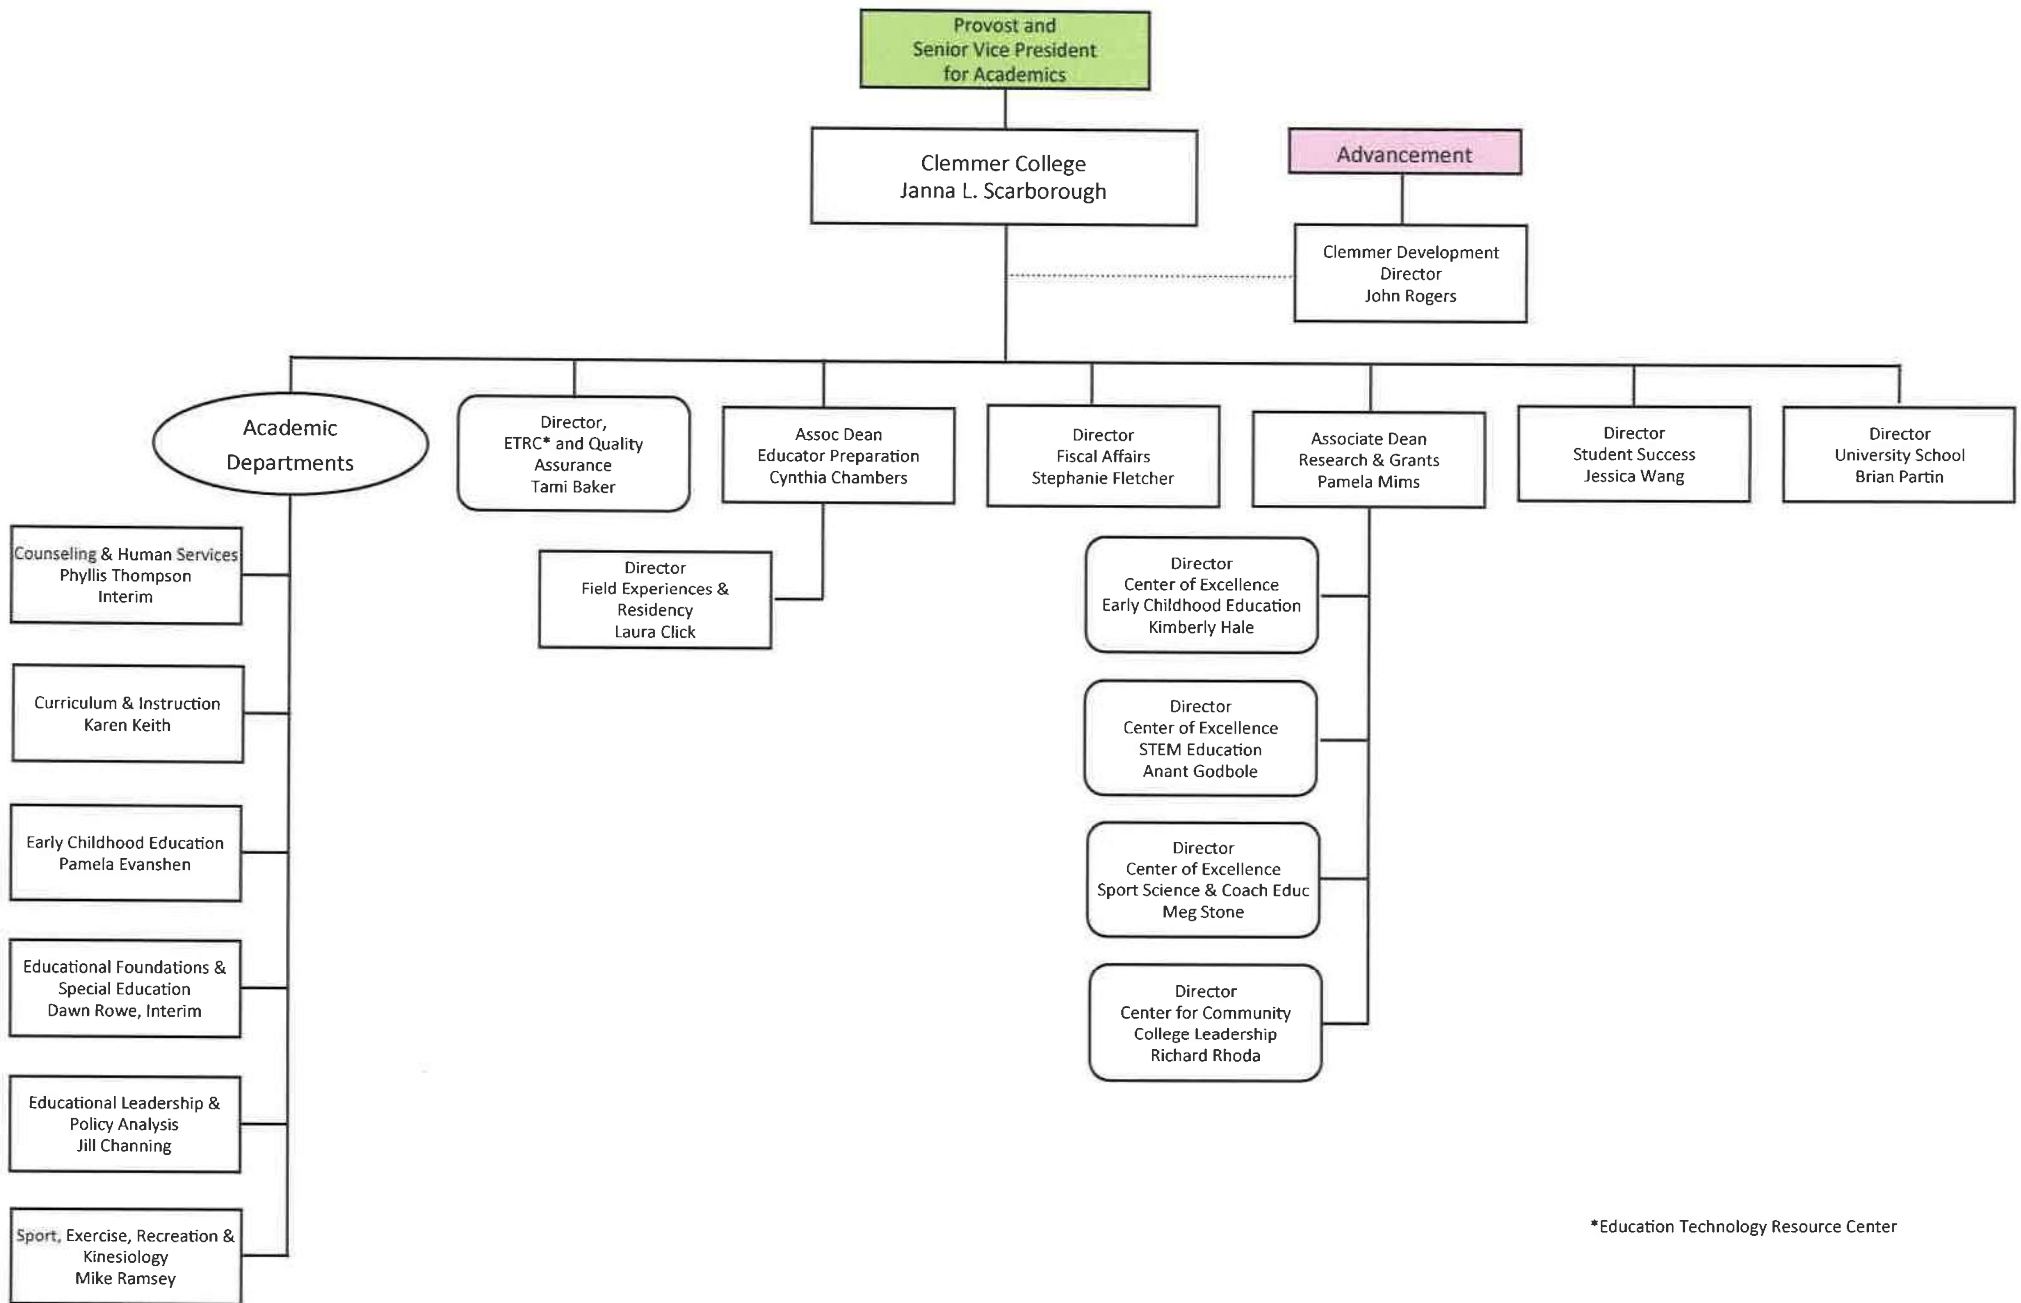 Provost and
Senior Vice President
for Academics
Clemmer College
Janna L. Scarborough
Advancement
Clemmer Development
Director
John Rogers
Academic
Departments
Director,
ETRC* and Quality
Assurance
Tami Baker
Assoc Dean
Educator Preparation
Cynthia Chambers
Director
Fiscal Affairs
Stephanie Fletcher
Associate Dean
Research & Grants
Pamela Mims
Director
Student Success
Jessica Wang
Director
University School
Brian Partin
Counseling & Human Services
Phyllis Thompson
Interim
Curriculum & Instruction
Karen Keith
Early Childhood Education
Pamela Evanshen
Educational Foundations &
Special Education
Dawn Rowe, Interim
Educational Leadership &
Policy Analysis
Jill Channing
Sport, Exercise, Recreation &
Kinesiology
Mike Ramsey
Director
Field Experiences &
Residency
Laura Click
Director
Center of Excellence
Early Childhood Education
Kimberly Hale
Director
Center of Excellence
STEM Education
Anant Godbole
Director
Center of Excellence
Sport Science & Coach Educ
Meg Stone
Director
Center for Community
College Leadership
Richard Rhoda
*Education Technology Resource Center